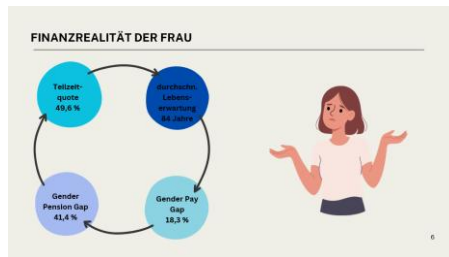 FINANZREALITÄT DER FRAU
Teilzeit-
quote
49,6 %
durchschn.
Lebens-
erwartung
84 Jahre
Gender
Pension Gap
41,4 %
Gender Pay
Gap
18,3 %
6